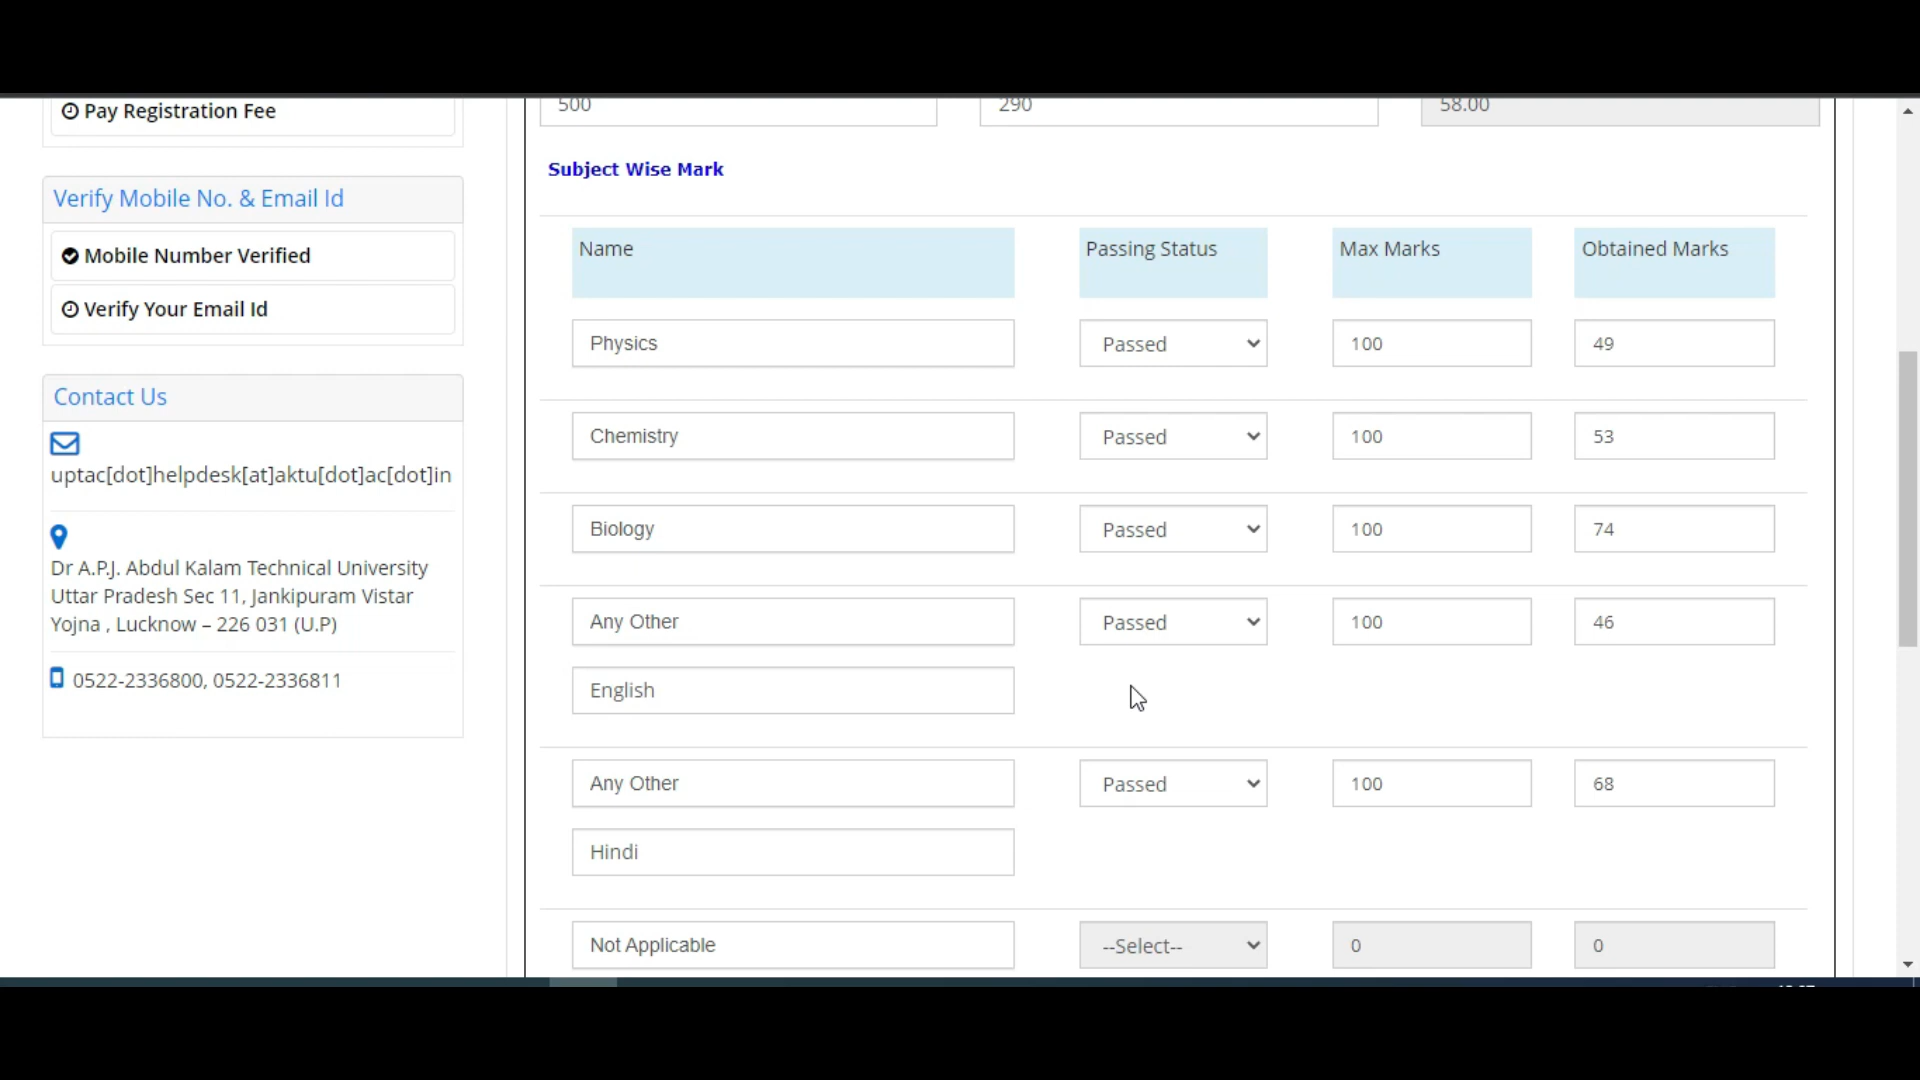 Pay Registration Fee
Verify Mobile No. & Email Id
Mobile Number Verified
Verify Your Email Id
Contact Us
uptac[dot]helpdesk[at]aktu[dot]ac[dot]in
Dr A.P.J. Abdul Kalam Technical University
Uttar Pradesh Sec 11, Jankipuram Vistar
Yojna , Lucknow – 226 031 (U.P)
0522-2336800, 0522-2336811
500 290 58.00
Subject Wise Mark
Name Passing Status Max Marks Obtained Marks
Physics Passed 100 49
Chemistry Passed 100 53
Biology Passed 100 74
Any Other Passed 100 46
English
Any Other Passed 100 68
Hindi
Not Applicable --Select-- 0 0